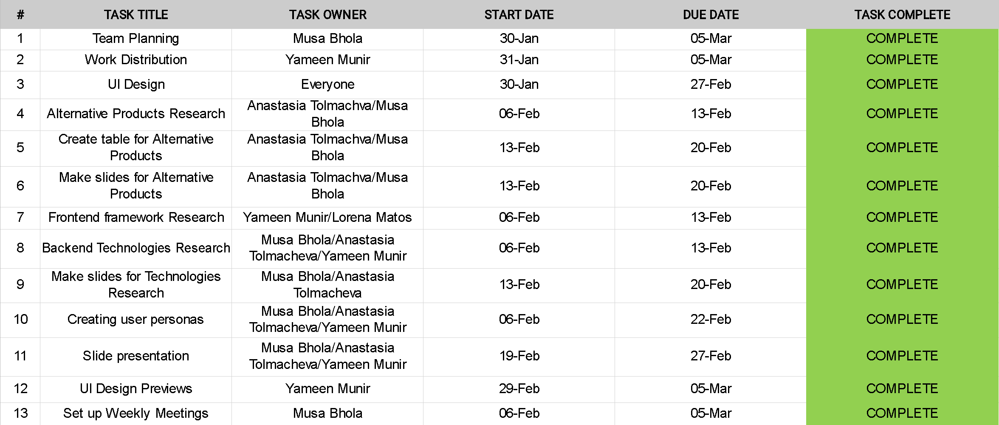 # TASK TITLE TASK OWNER START DATE DUE DATE TASK COMPLETE
1 Team Planning Musa Bhola 30-Jan 05-Mar COMPLETE
2 Work Distribution Yameen Munir 31-Jan 05-Mar COMPLETE
3 UI Design Everyone 30-Jan 27-Feb COMPLETE
4 Alternative Products Research Anastasia Tolmachva/Musa Bhola 06-Feb 13-Feb COMPLETE
5 Create table for Alternative Products Anastasia Tolmachva/Musa Bhola 13-Feb 20-Feb COMPLETE
6 Make slides for Alternative Products Anastasia Tolmachva/Musa Bhola 13-Feb 20-Feb COMPLETE
7 Frontend framework Research Yameen Munir/Lorena Matos 06-Feb 13-Feb COMPLETE
8 Backend Technologies Research Musa Bhola/Anastasia Tolmacheva/Yameen Munir 06-Feb 13-Feb COMPLETE
9 Make slides for Technologies Research Musa Bhola/Anastasia Tolmacheva 13-Feb 20-Feb COMPLETE
10 Creating user personas Musa Bhola/Anastasia Tolmacheva/Yameen Munir 06-Feb 22-Feb COMPLETE
11 Slide presentation Musa Bhola/Anastasia Tolmacheva/Yameen Munir 19-Feb 27-Feb COMPLETE
12 UI Design Previews Yameen Munir 29-Feb 05-Mar COMPLETE
13 Set up Weekly Meetings Musa Bhola 06-Feb 05-Mar COMPLETE